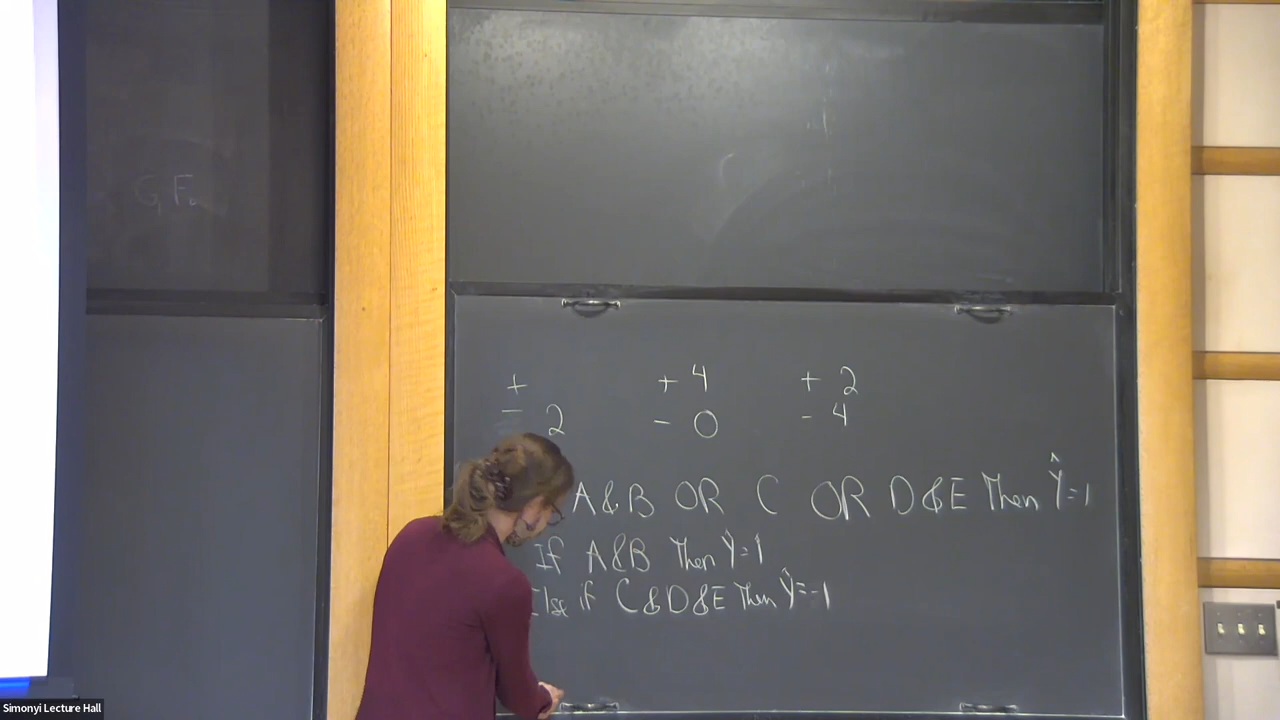 G, F.
+ + 4 + 2
- 2 - 0 - 4
A&B OR C OR D&E Then Ŷ=1
If A&B Then Ŷ=1
Else if C&D&E Then Ŷ=-1
Simonyi Lecture Hall